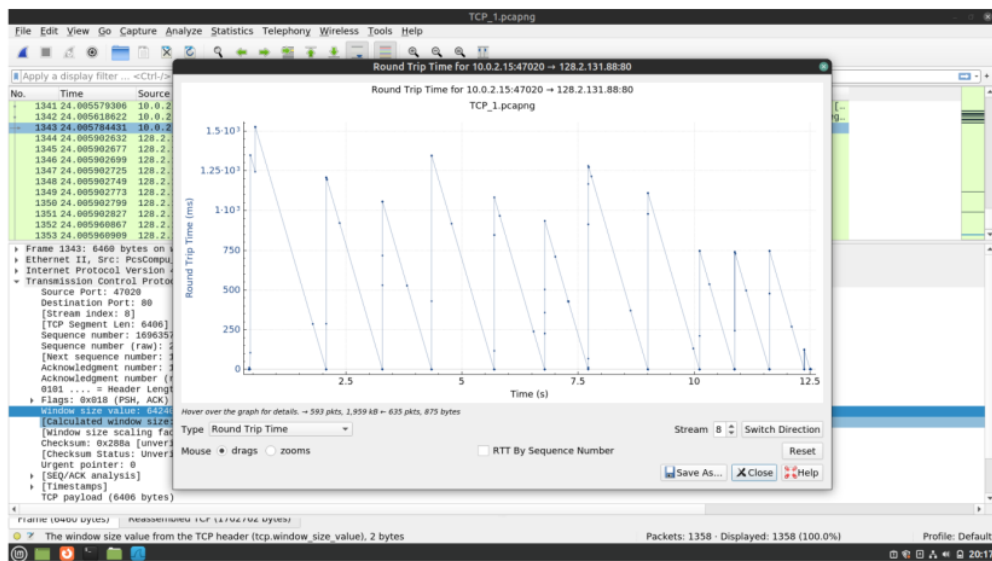 TCP_1.pcapng
File Edit View Go Capture Analyze Statistics Telephony Wireless Tools Help
Apply a display filter ... <Ctrl-/>
No. Time Source
1341 24.005579306 10.0.2
1342 24.005618622 10.0.2
1343 24.005784431 10.0.2
1344 24.005902632 128.2.
1345 24.005902677 128.2.
1346 24.005902699 128.2.
1347 24.005902725 128.2.
1348 24.005902749 128.2.
1349 24.005902773 128.2.
1350 24.005902799 128.2.
1351 24.005902827 128.2.
1352 24.005960867 128.2.
1353 24.005960909 128.2.
Frame 1343: 6460 bytes on
Ethernet II, Src: PcsCompu
Internet Protocol Version
Transmission Control Proto
Source Port: 47020
Destination Port: 80
[Stream index: 8]
[TCP Segment Len: 6406]
Sequence number: 1696357
Sequence number (raw): 2
[Next sequence number: 1
Acknowledgment number: 1
Acknowledgment number (r
0101 .... = Header Lengt
Flags: 0x018 (PSH, ACK)
Window size value: 6424
[Calculated window size:
[Window size scaling fac
Checksum: 0x288a [unveri
[Checksum Status: Unveri
Urgent pointer: 0
[SEQ/ACK analysis]
[Timestamps]
TCP payload (6406 bytes)
Round Trip Time for 10.0.2.15:47020 → 128.2.131.88:80
Round Trip Time for 10.0.2.15:47020 → 128.2.131.88:80
TCP_1.pcapng
Round Trip Time (ms)
1.5·10³
1.25·10³
1·10³
750
500
250
0
2.5 5 7.5 10 12.5
Time (s)
Hover over the graph for details. → 593 pkts, 1,959 kB ← 635 pkts, 875 bytes
Type Round Trip Time Stream 8 Switch Direction
Mouse drags zooms RTT By Sequence Number Reset
Save As... Close Help
Frame (6460 bytes) Reassembled TCP (1702762 bytes)
The window size value from the TCP header (tcp.window_size_value), 2 bytes Packets: 1358 · Displayed: 1358 (100.0%) Profile: Default
20:17